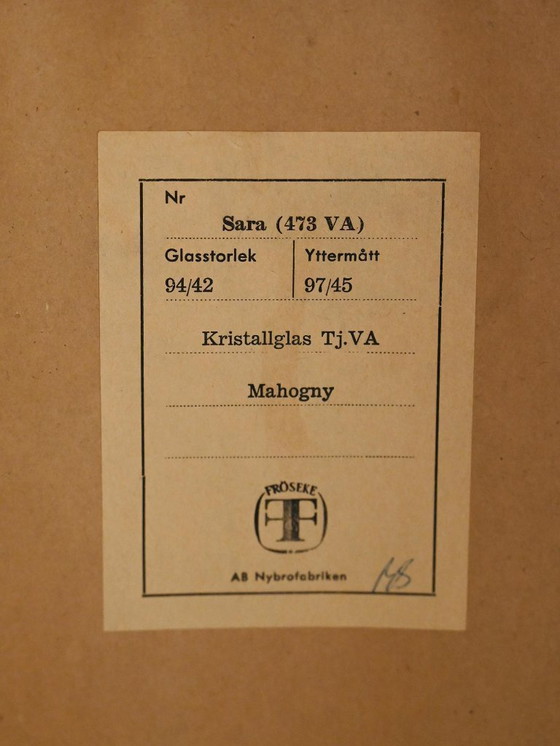 Nr
Sara (473 VA)
Glasstorlek Yttermått
94/42 97/45
Kristallglas Tj.VA
Mahogny
FRÖSEKE
AB Nybrofabriken